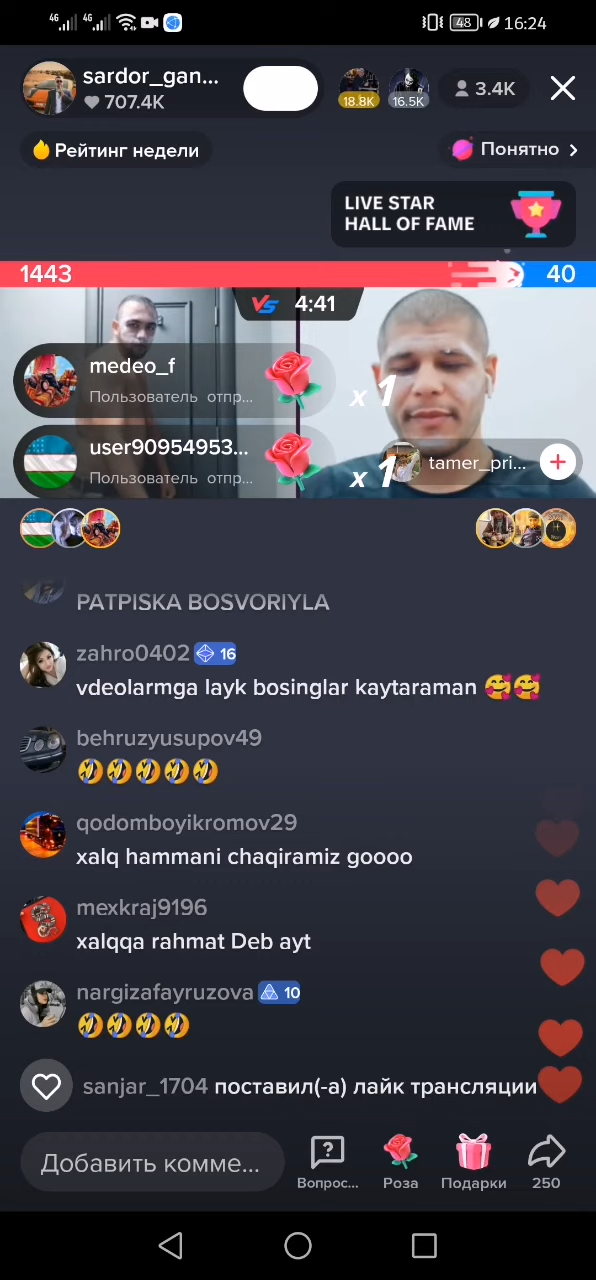 4G 4G 48 16:24
sardor_gan...
707.4K
18.8K 16.5K 3.4K
Рейтинг недели
Понятно
LIVE STAR
HALL OF FAME
1443 40
VS 4:41
medeo_f
Пользователь отпр...
x 1
user90954953...
Пользователь отпр...
x 1
tamer_pri...
PATPISKA BOSVORIYLA
zahro0402 16
vdeolarmga layk bosinglar kaytaraman 🥰🥰
behruzyusupov49
🤣🤣🤣🤣🤣
qodomboyikromov29
xalq hammani chaqiramiz goooo
mexkraj9196
xalqqa rahmat Deb ayt
nargizafayruzova 10
🤣🤣🤣🤣
sanjar_1704 поставил(-а) лайк трансляции
Добавить комме...
Вопрос... Роза Подарки 250